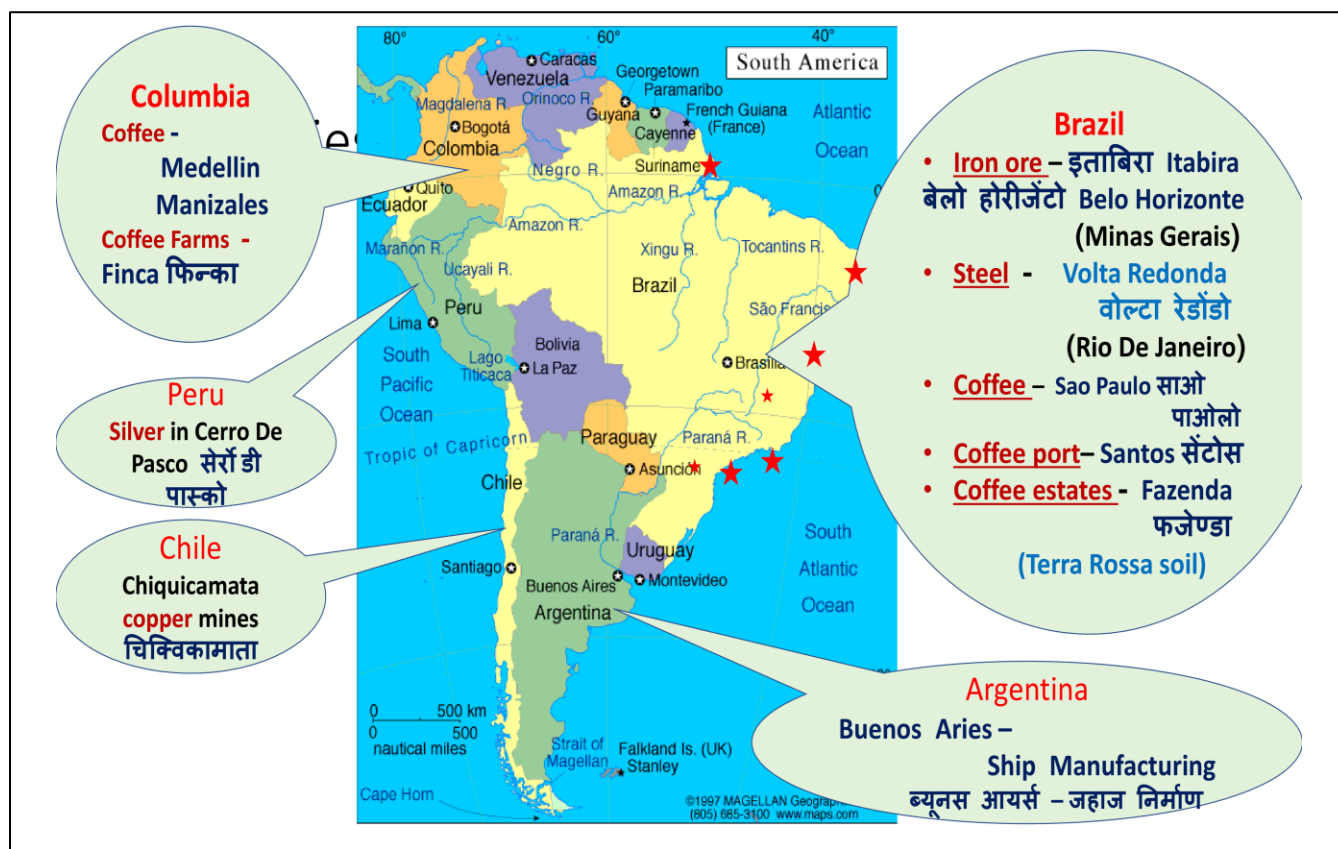 Columbia
Coffee -
Medellin
Manizales
Coffee Farms -
Finca फिन्का
Peru
Silver in Cerro De
Pasco सेर्रो डी
पास्को
Chile
Chiquicamata
copper mines
चिक्विकामाता
80°
60°
40°
South America
Caracas
Venezuela
Georgetown
Paramaribo
Magdalena R.
Orinoco R.
Guyana
French Guiana
(France)
Atlantic
Ocean
Bogotá
Colombia
Cayenne
Suriname
Negro R.
Quito
Ecuador
Amazon R.
Amazon R.
Marañon R.
Ucayali R.
Xingu R.
Tocantins R.
Peru
Brazil
São Francis
Lima
Bolivia
La Paz
Lago
Titicaca
Brasília
South
Pacific
Ocean
Tropic of Capricorn
Paraguay
Paraná R.
Asunción
Chile
Paraná R.
Uruguay
South
Atlantic
Ocean
Santiago
Buenos Aires
Montevideo
Argentina
0 500 km
0 500
nautical miles
Strait of
Magellan
Falkland Is. (UK)
Stanley
Cape Horn
©1997 MAGELLAN Geographi
(805) 685-3100 www.maps.com
Brazil
• Iron ore – इताबिरा Itabira
बेलो होरीजेंटो Belo Horizonte
(Minas Gerais)
• Steel - Volta Redonda
वोल्टा रेडोंडो
(Rio De Janeiro)
• Coffee – Sao Paulo साओ
पाओलो
• Coffee port– Santos सेंटोस
• Coffee estates - Fazenda
फजेण्डा
(Terra Rossa soil)
Argentina
Buenos Aries –
Ship Manufacturing
ब्यूनस आयर्स – जहाज निर्माण